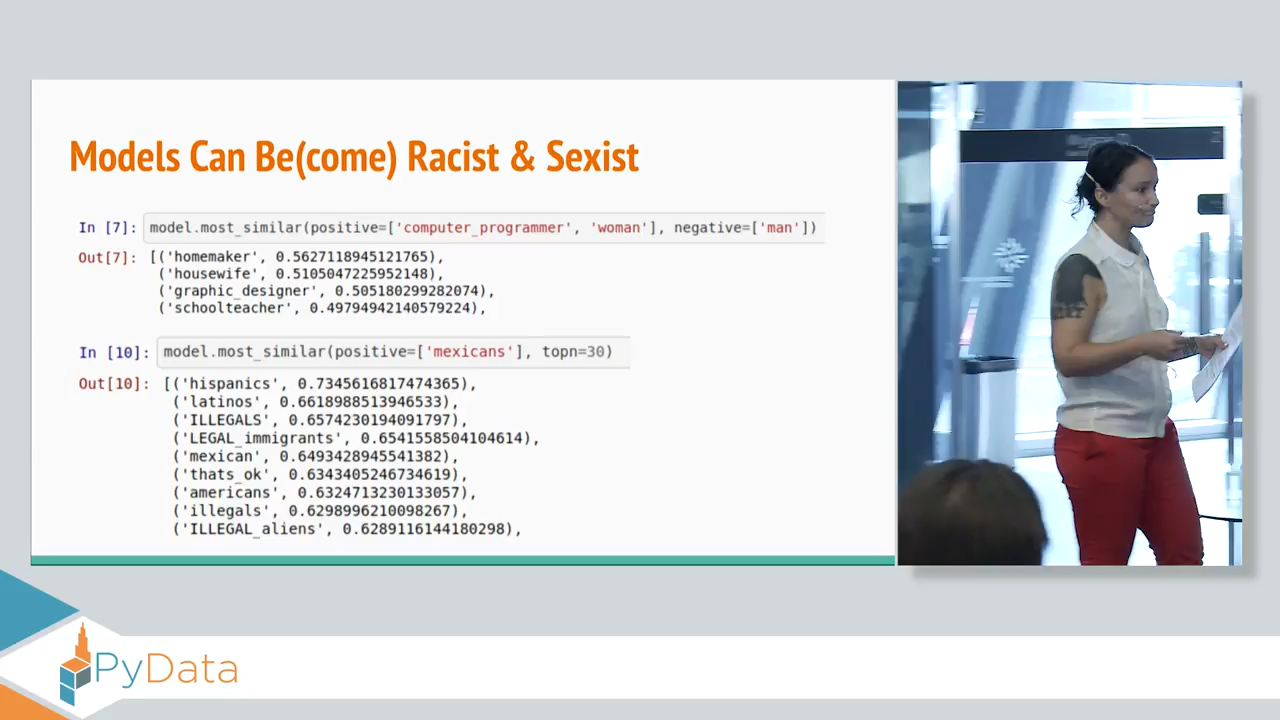 Models Can Be(come) Racist & Sexist
In [7]: model.most_similar(positive=['computer_programmer', 'woman'], negative=['man'])
Out[7]: [('homemaker', 0.5627118945121765),
('housewife', 0.5105047225952148),
('graphic_designer', 0.505180299282074),
('schoolteacher', 0.49794942140579224),
In [10]: model.most_similar(positive=['mexicans'], topn=30)
Out[10]: [('hispanics', 0.7345616817474365),
('latinos', 0.6618988513946533),
('ILLEGALS', 0.65742301940917​97),
('LEGAL_immigrants', 0.6541558504104614),
('mexican', 0.6493428945541382),
('thats_ok', 0.6343405246734619),
('americans', 0.6324713230133057),
('illegals', 0.6298996210098267),
('ILLEGAL_aliens', 0.6289116144180298),
PyData